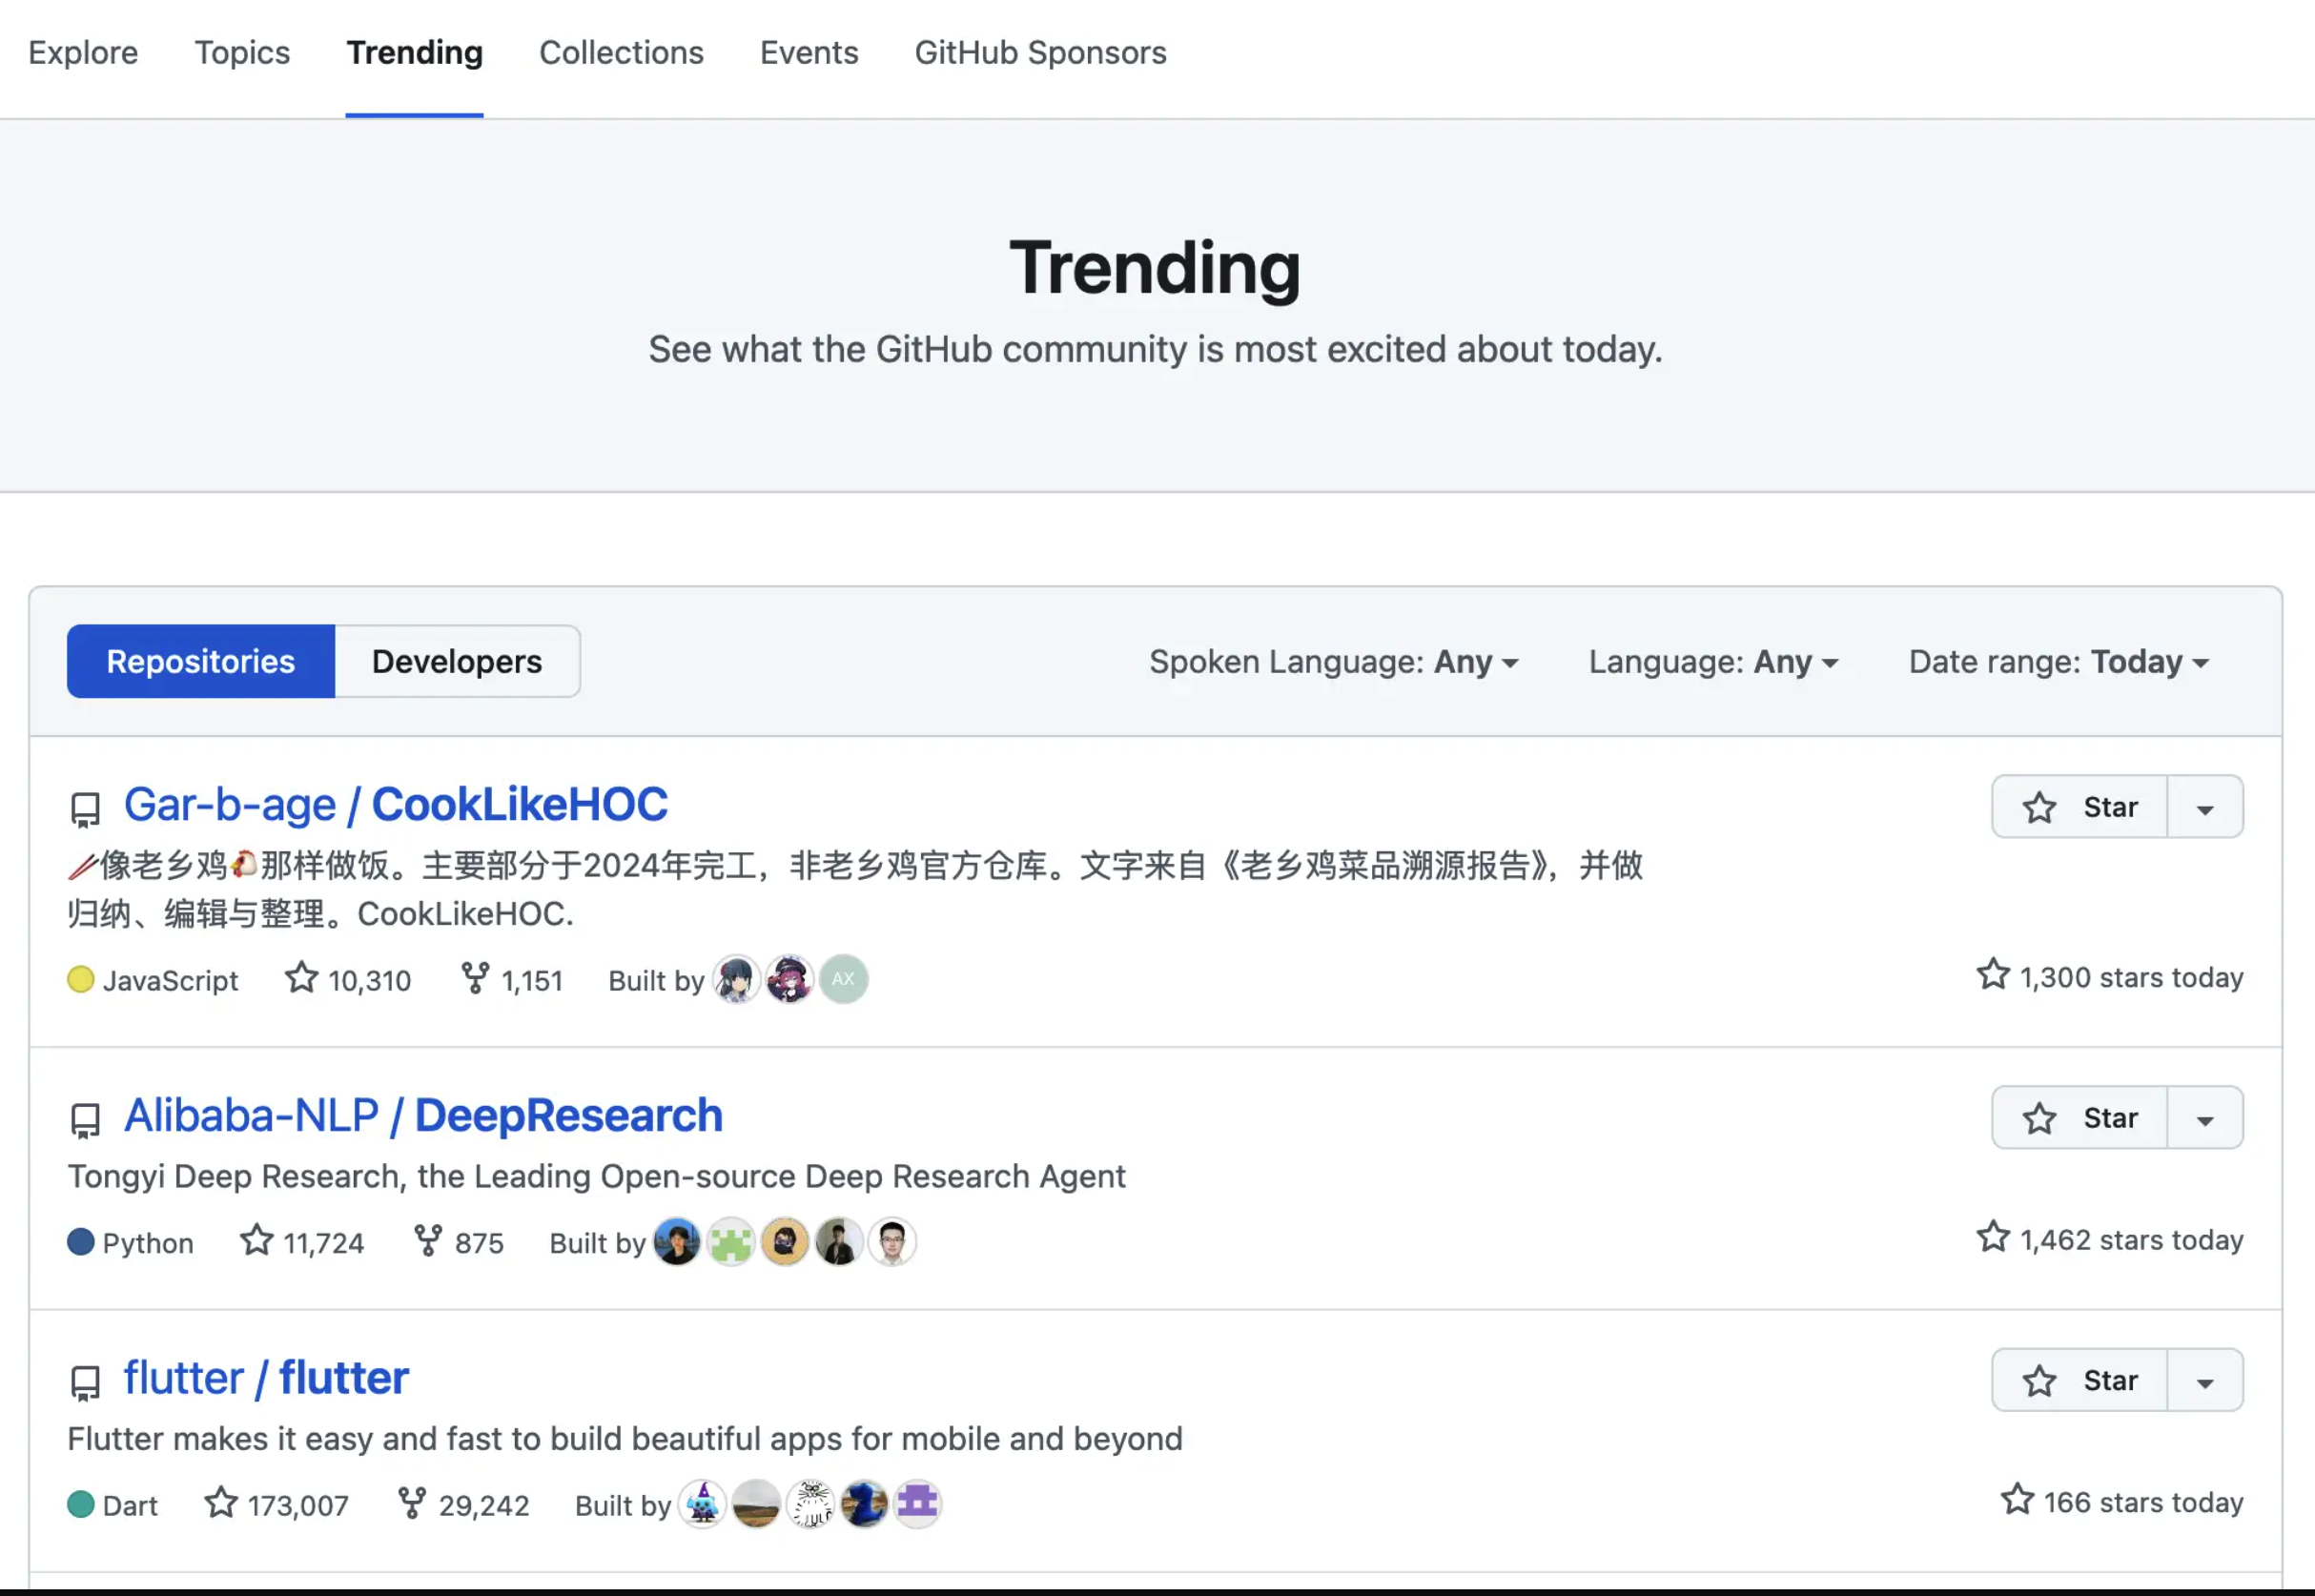 Explore Topics Trending Collections Events GitHub Sponsors
Trending
See what the GitHub community is most excited about today.
Repositories Developers Spoken Language: Any Language: Any Date range: Today
Gar-b-age / CookLikeHOC Star
🥢像老乡鸡🐔那样做饭。主要部分于2024年完工，非老乡鸡官方仓库。文字来自《老乡鸡菜品溯源报告》，并做
归纳、编辑与整理。CookLikeHOC.
JavaScript 10,310 1,151 Built by AX 1,300 stars today
Alibaba-NLP / DeepResearch Star
Tongyi Deep Research, the Leading Open-source Deep Research Agent
Python 11,724 875 Built by 1,462 stars today
flutter / flutter Star
Flutter makes it easy and fast to build beautiful apps for mobile and beyond
Dart 173,007 29,242 Built by 166 stars today